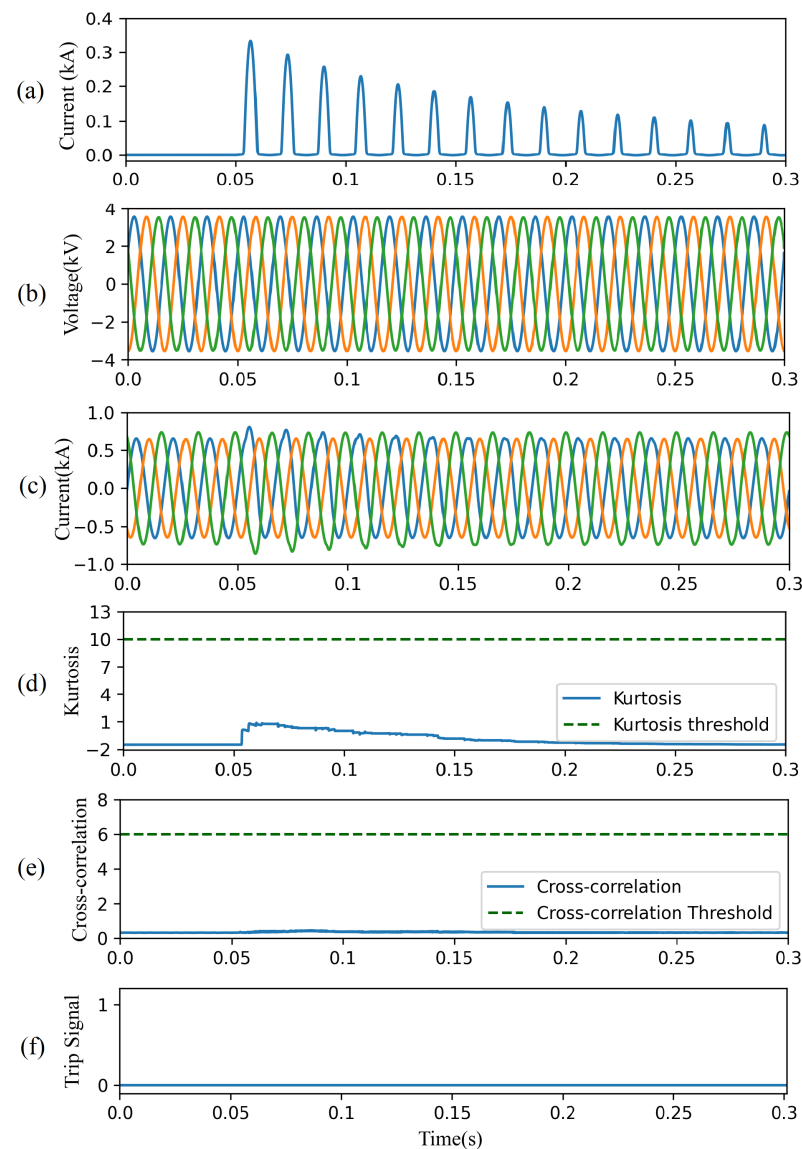 (a)
Current (kA)
0.4
0.3
0.2
0.1
0.0
0.0 0.05 0.1 0.15 0.2 0.25 0.3
(b)
Voltage(kV)
4
2
0
−2
−4
0.0 0.05 0.1 0.15 0.2 0.25 0.3
(c)
Current(kA)
1.0
0.5
0.0
−0.5
−1.0
0.0 0.05 0.1 0.15 0.2 0.25 0.3
(d)
Kurtosis
13
10
7
4
1
−2
Kurtosis
Kurtosis threshold
0.0 0.05 0.1 0.15 0.2 0.25 0.3
(e)
Cross-correlation
8
6
4
2
0
Cross-correlation
Cross-correlation Threshold
0.0 0.05 0.1 0.15 0.2 0.25 0.3
(f)
Trip Signal
1
0
0.0 0.05 0.1 0.15 0.2 0.25 0.3
Time(s)